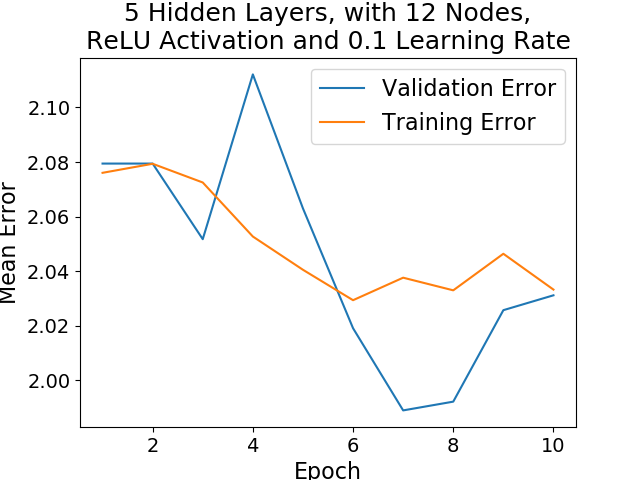 5 Hidden Layers, with 12 Nodes,
ReLU Activation and 0.1 Learning Rate
Validation Error
Training Error
2.10
2.08
2.06
2.04
2.02
2.00
Mean Error
2 4 6 8 10
Epoch